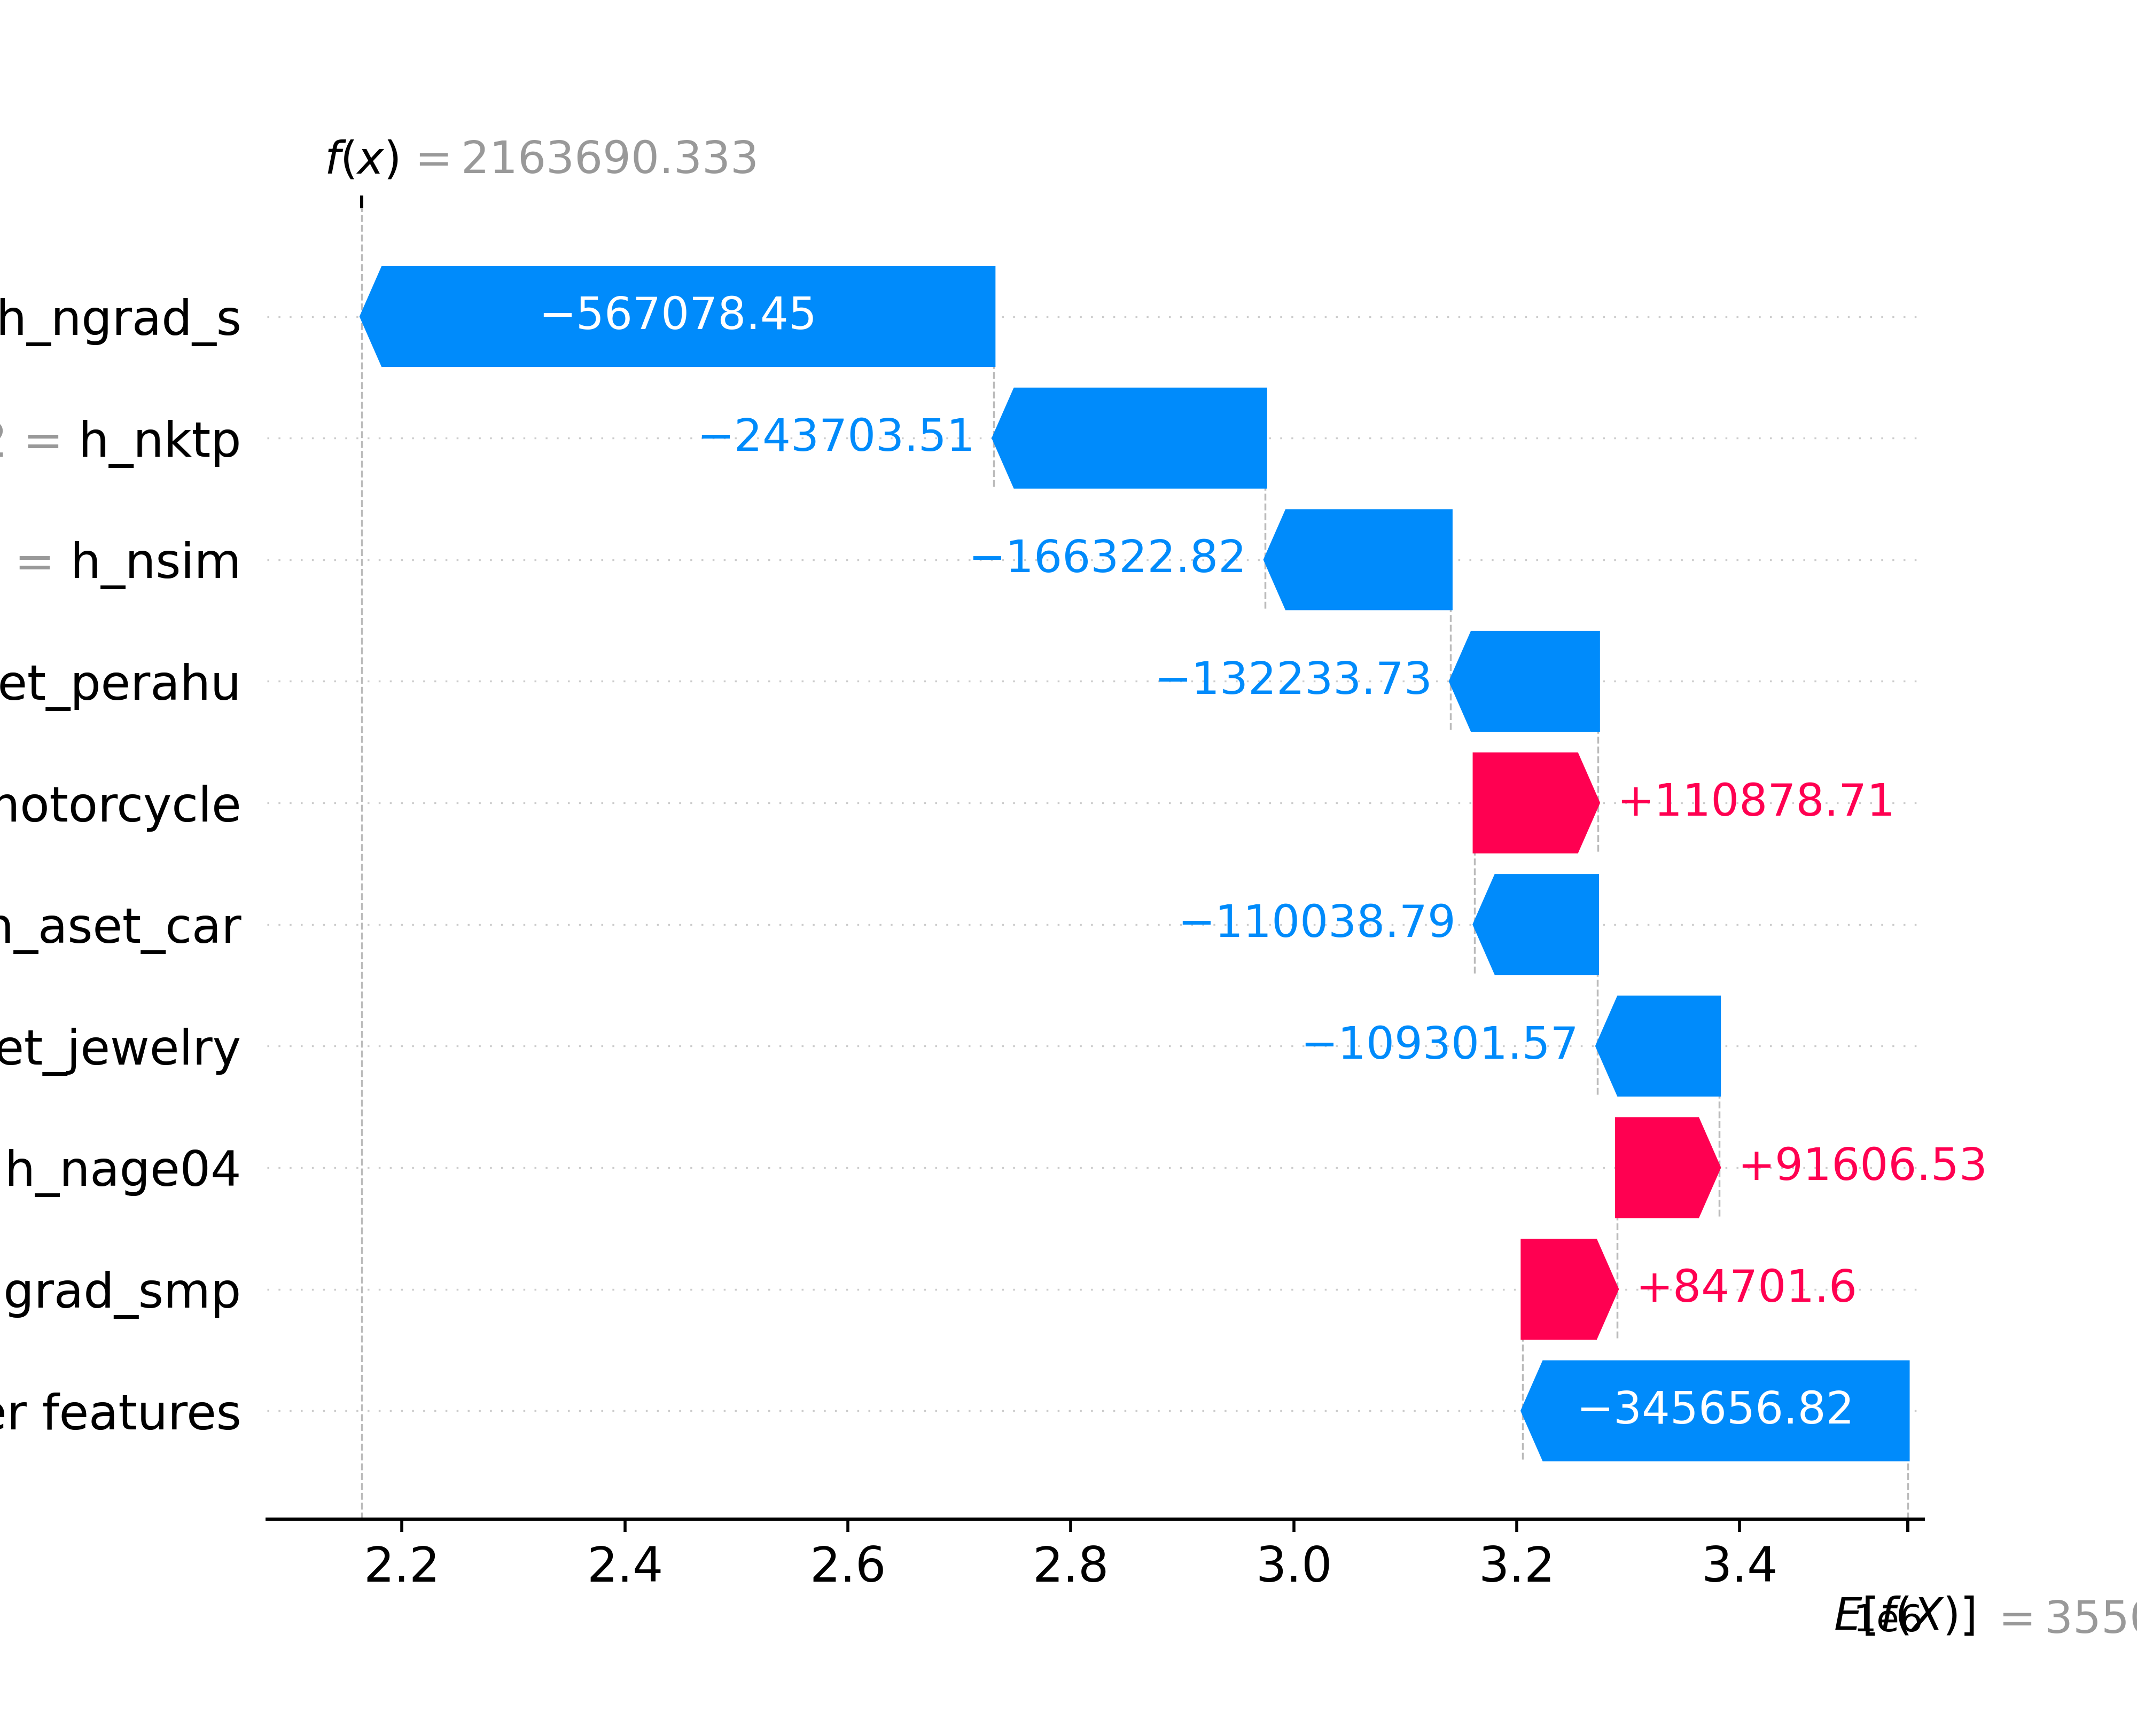 f(x) = 2163690.333
h_ngrad_s
−567078.45
= h_nktp
−243703.51
= h_nsim
−166322.82
et_perahu
−132233.73
otorcycle
+110878.71
_aset_car
−110038.79
et_jewelry
−109301.57
h_nage04
+91606.53
grad_smp
+84701.6
er features
−345656.82
2.2 2.4 2.6 2.8 3.0 3.2 3.4
1e6
E[f(X)] = 3550